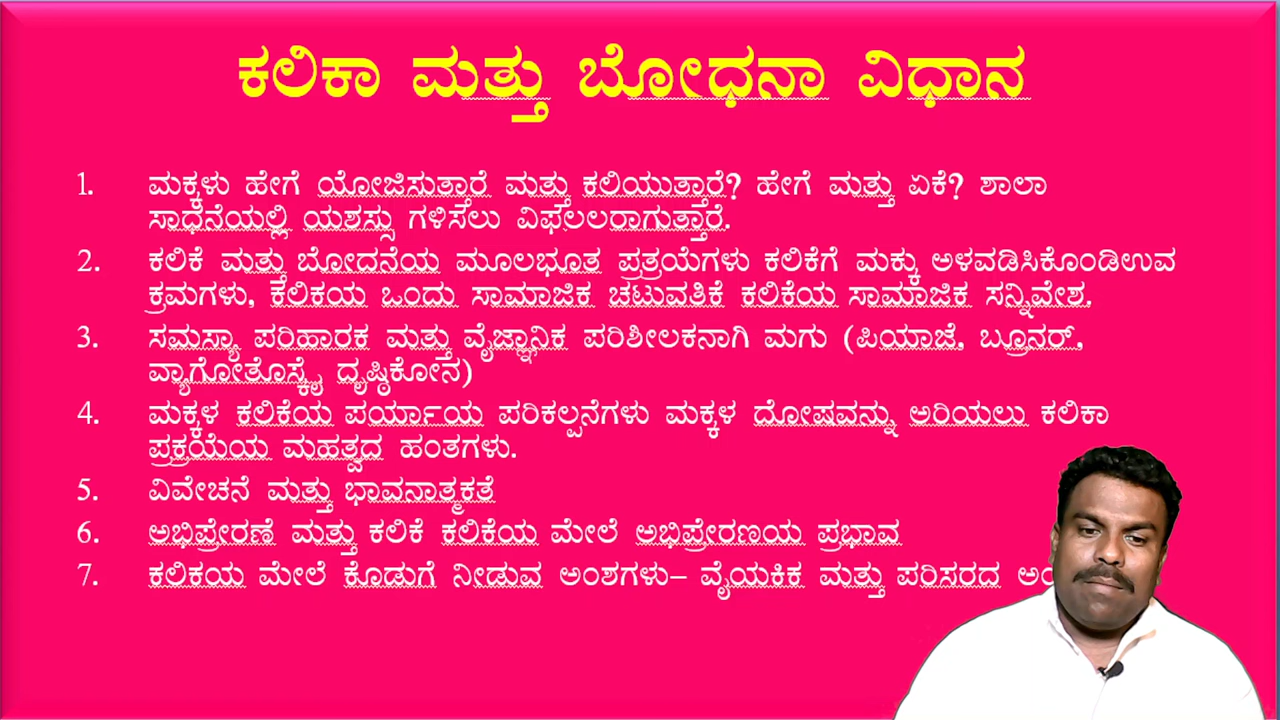 ಕಲಿಕಾ ಮತ್ತು ಬೋಧನಾ ವಿಧಾನ
1. ಮಕ್ಕಳು ಹೇಗೆ ಯೋಜಿಸುತ್ತಾರೆ ಮತ್ತು ಕಲಿಯುತ್ತಾರೆ? ಹೇಗೆ ಮತ್ತು ಏಕೆ? ಶಾಲಾ
ಸಾಧನೆಯಲ್ಲಿ ಯಶಸ್ಸು ಗಳಿಸಲು ವಿಫಲಲರಾಗುತ್ತಾರೆ.
2. ಕಲಿಕೆ ಮತ್ತು ಬೋದನೆಯ ಮೂಲಭೂತ ಪ್ರತ್ರಯೆಗಳು ಕಲಿಕೆಗೆ ಮಕ್ಕು ಅಳವಡಿಸಿಕೊಂಡಿಉವ
ಕ್ರಮಗಳು, ಕಲಿಕಯ ಒಂದು ಸಾಮಾಜಿಕ ಚಟುವತಿಕೆ ಕಲಿಕೆಯ ಸಾಮಾಜಿಕ ಸನ್ನಿವೇಶ.
3. ಸಮಸ್ಯಾ ಪರಿಹಾರಕ ಮತ್ತು ವೈಜ್ಞಾನಿಕ ಪರಿಶೀಲಕನಾಗಿ ಮಗು (ಪಿಯಾಜೆ, ಬ್ರೂನರ್,
ವ್ಯಾಗೋತೊಸ್ಕೈ ದೃಷ್ಠಿಕೋನ)
4. ಮಕ್ಕಳ ಕಲಿಕೆಯ ಪರ್ಯಾಯ ಪರಿಕಲ್ಪನೆಗಳು ಮಕ್ಕಳ ದೋಷವನ್ನು ಅರಿಯಲು ಕಲಿಕಾ
ಪ್ರಕ್ರಯೆಯ ಮಹತ್ವದ ಹಂತಗಳು.
5. ವಿವೇಚನೆ ಮತ್ತು ಭಾವನಾತ್ಮಕತೆ
6. ಅಭಿಪ್ರೇರಣೆ ಮತ್ತು ಕಲಿಕೆ ಕಲಿಕೆಯ ಮೇಲೆ ಅಭಿಪ್ರೇರಣಯ ಪ್ರಭಾವ
7. ಕಲಿಕಯ ಮೇಲೆ ಕೊಡುಗೆ ನೀಡುವ ಅಂಶಗಳು– ವೈಯಕಿಕ ಮತ್ತು ಪರಿಸರದ